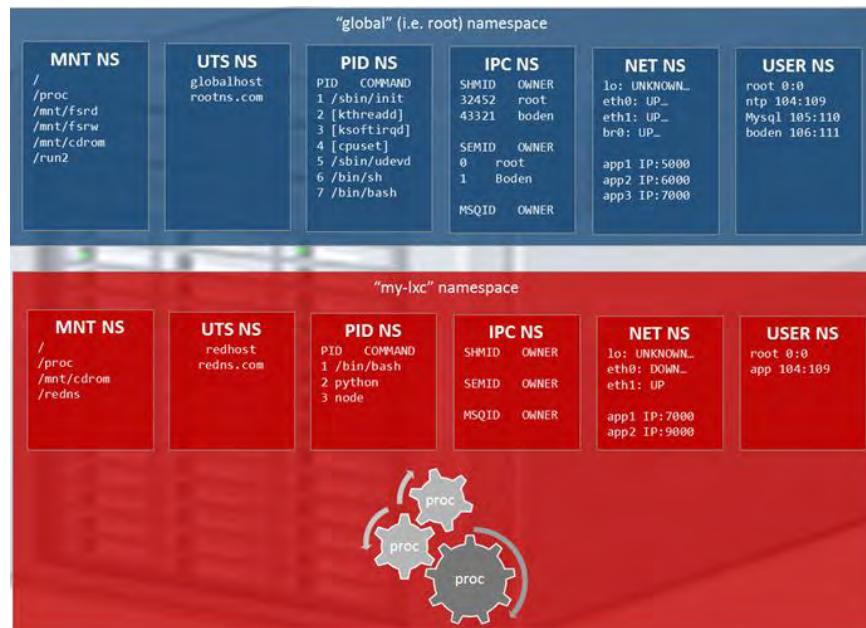 “global” (i.e. root) namespace
MNT NS
/
/proc
/mnt/fsrd
/mnt/fsrw
/mnt/cdrom
/run2
UTS NS
globalhost
rootns.com
PID NS
PID COMMAND
1 /sbin/init
2 [kthreadd]
3 [ksoftirqd]
4 [cpuset]
5 /sbin/udevd
6 /bin/sh
7 /bin/bash
IPC NS
SHMID OWNER
32452 root
43321 boden
SEMID OWNER
0 root
1 Boden
MSQID OWNER
NET NS
lo: UNKNOWN…
eth0: UP…
eth1: UP…
br0: UP…
app1 IP:5000
app2 IP:6000
app3 IP:7000
USER NS
root 0:0
ntp 104:109
Mysql 105:110
boden 106:111
“my-lxc” namespace
MNT NS
/
/proc
/mnt/cdrom
/redns
UTS NS
redhost
redns.com
PID NS
PID COMMAND
1 /bin/bash
2 python
3 node
IPC NS
SHMID OWNER
SEMID OWNER
MSQID OWNER
NET NS
lo: UNKNOWN…
eth0: DOWN…
eth1: UP
app1 IP:7000
app2 IP:9000
USER NS
root 0:0
app 104:109
proc
proc
proc